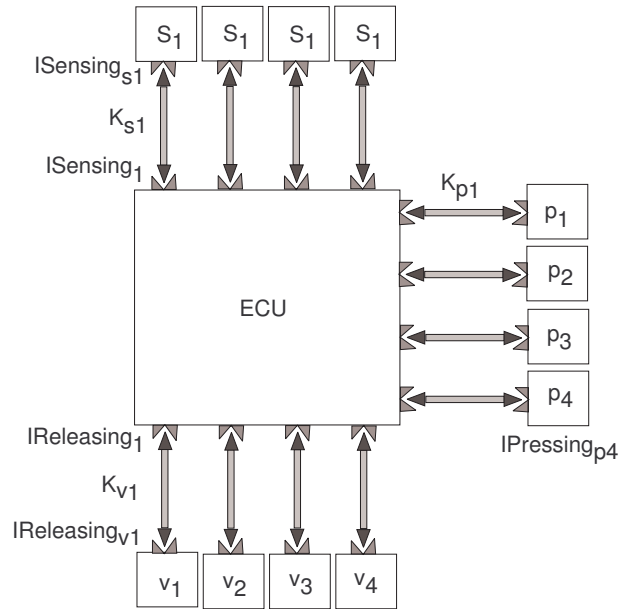 S1 S1 S1 S1
ISensings1
Ks1
ISensing1
Kp1
p1
p2
ECU
p3
p4
IReleasing1
IPressingp4
Kv1
IReleasingv1
v1 v2 v3 v4